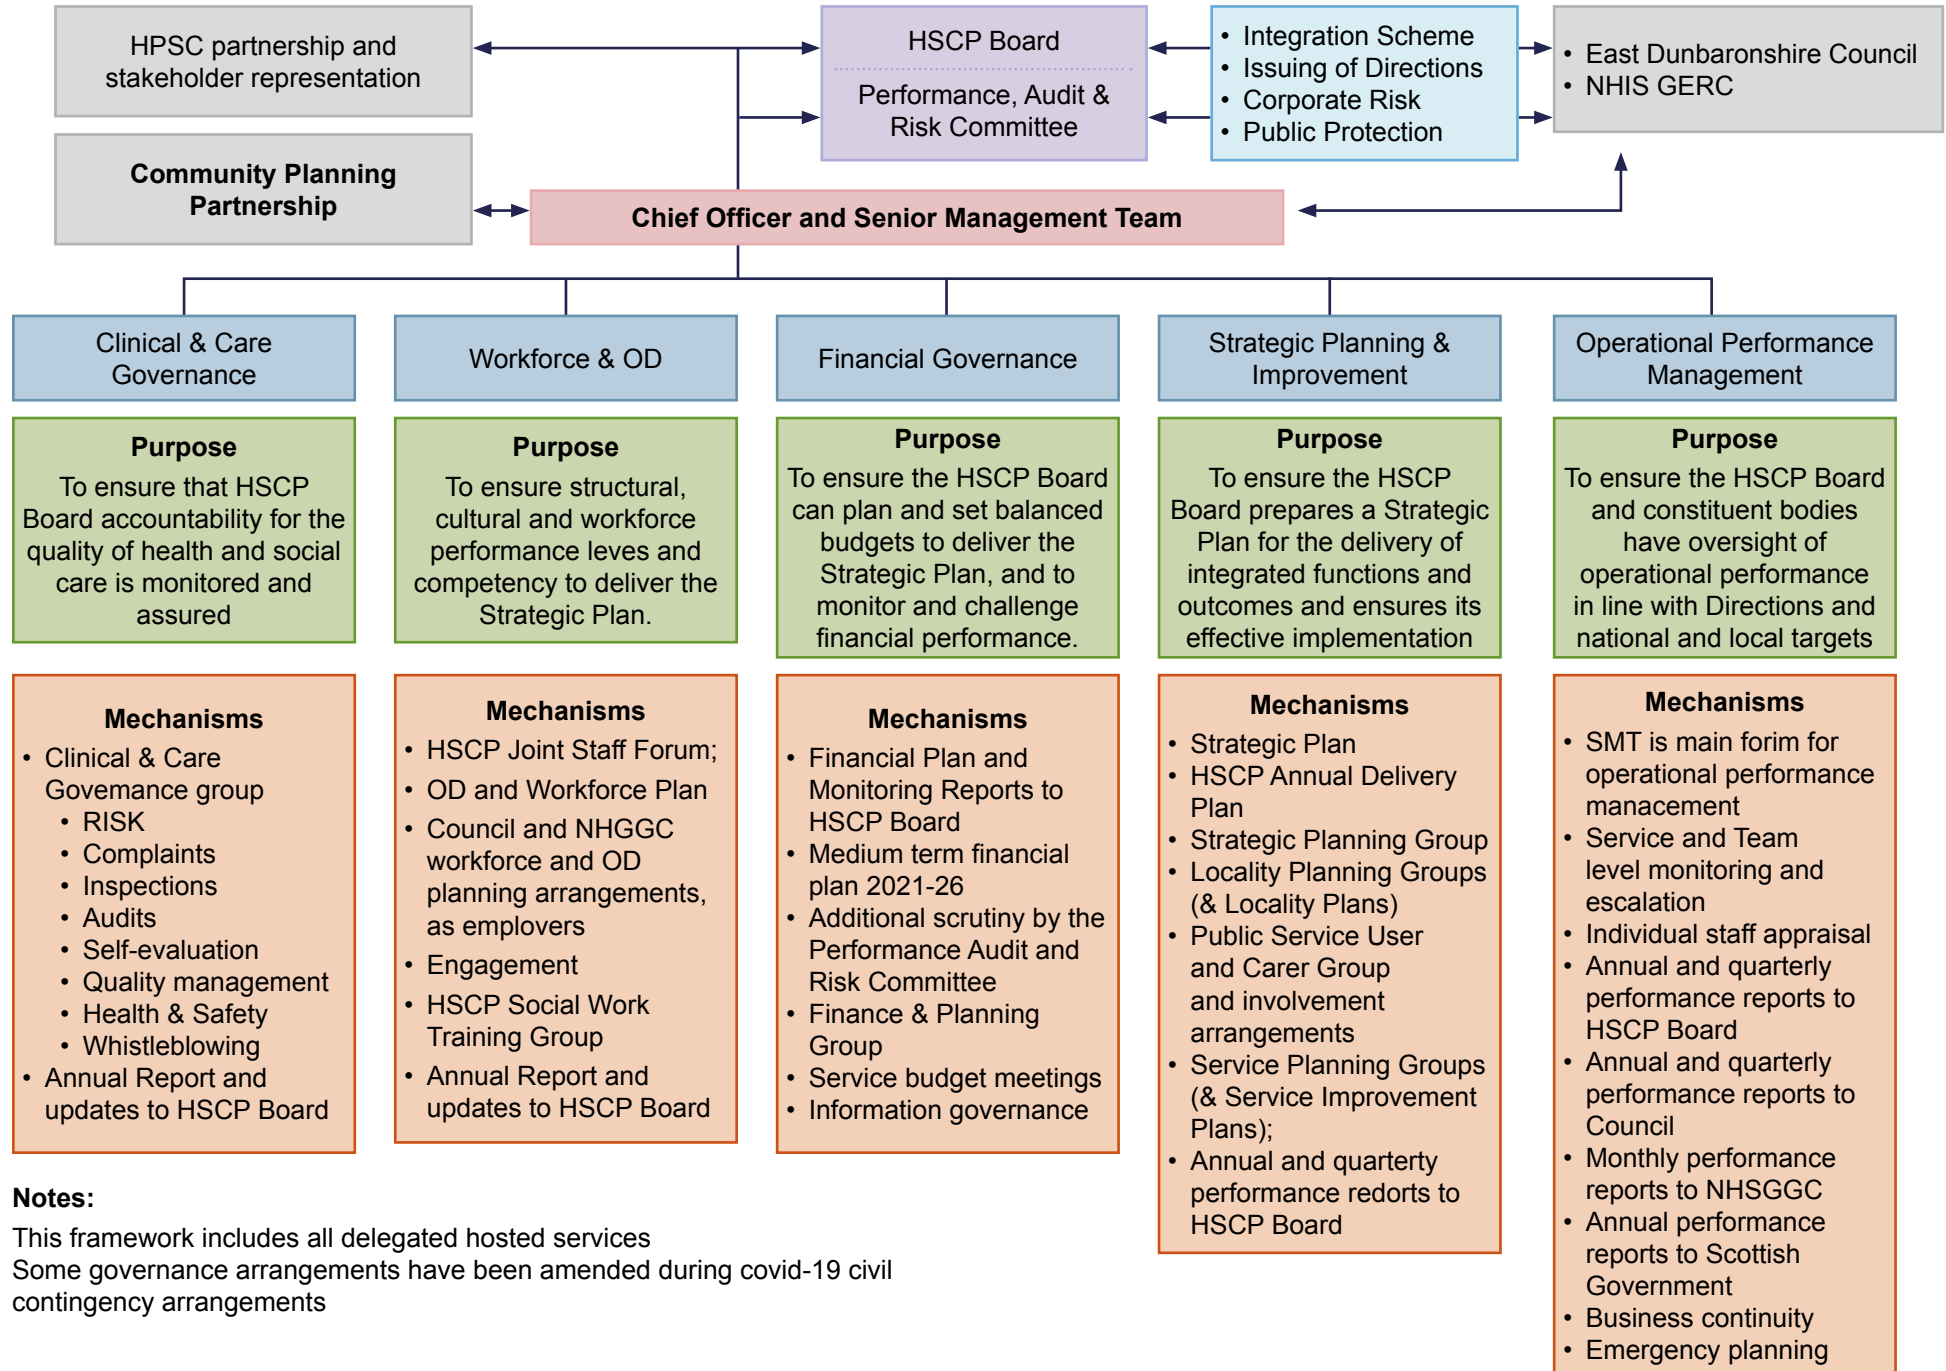 HPSC partnership and
stakeholder representation
HSCP Board
Performance, Audit &
Risk Committee
• Integration Scheme
• Issuing of Directions
• Corporate Risk
• Public Protection
• East Dunbaronshire Council
• NHIS GERC
Community Planning
Partnership
Chief Officer and Senior Management Team
Clinical & Care
Governance
Purpose
To ensure that HSCP
Board accountability for the
quality of health and social
care is monitored and
assured
Mechanisms
• Clinical & Care
Govemance group
• RISK
• Complaints
• Inspections
• Audits
• Self-evaluation
• Quality management
• Health & Safety
• Whistleblowing
• Annual Report and
updates to HSCP Board
Workforce & OD
Purpose
To ensure structural,
cultural and workforce
performance leves and
competency to deliver the
Strategic Plan.
Mechanisms
• HSCP Joint Staff Forum;
• OD and Workforce Plan
• Council and NHGGC
workforce and OD
planning arrangements,
as employers
• Engagement
• HSCP Social Work
Training Group
• Annual Report and
updates to HSCP Board
Financial Governance
Purpose
To ensure the HSCP Board
can plan and set balanced
budgets to deliver the
Strategic Plan, and to
monitor and challenge
financial performance.
Mechanisms
• Financial Plan and
Monitoring Reports to
HSCP Board
• Medium term financial
plan 2021-26
• Additional scrutiny by the
Performance Audit and
Risk Committee
• Finance & Planning
Group
• Service budget meetings
• Information governance
Strategic Planning &
Improvement
Purpose
To ensure the HSCP
Board prepares a Strategic
Plan for the delivery of
integrated functions and
outcomes and ensures its
effective implementation
Mechanisms
• Strategic Plan
• HSCP Annual Delivery
Plan
• Strategic Planning Group
• Locality Planning Groups
(& Locality Plans)
• Public Service User
and Carer Group
and involvement
arrangements
• Service Planning Groups
(& Service Improvement
Plans);
• Annual and quarterty
performance redorts to
HSCP Board
Operational Performance
Management
Purpose
To ensure the HSCP Board
and constituent bodies
have oversight of
operational performance
in line with Directions and
national and local targets
Mechanisms
• SMT is main forim for
operational performance
manacement
• Service and Team
level monitoring and
escalation
• Individual staff appraisal
• Annual and quarterly
performance reports to
HSCP Board
• Annual and quarterly
performance reports to
Council
• Monthly performance
reports to NHSGGC
• Annual performance
reports to Scottish
Government
• Business continuity
• Emergency planning
Notes:
This framework includes all delegated hosted services
Some governance arrangements have been amended during covid-19 civil
contingency arrangements